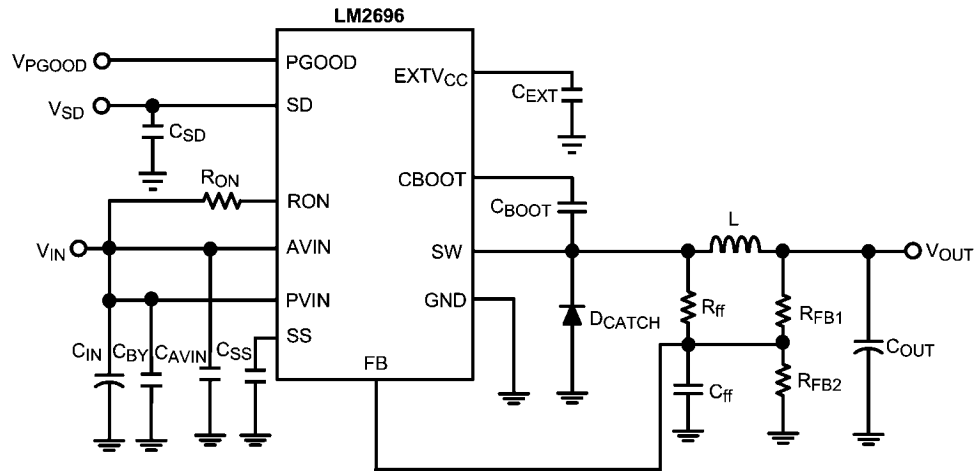 LM2696
VPGOOD
PGOOD
EXTVCC
CEXT
VSD
SD
CSD
RON
RON
CBOOT
CBOOT
L
VIN
AVIN
SW
VOUT
PVIN
GND
DCATCH
Rff
RFB1
SS
CIN
CBY
CAVIN
CSS
FB
COUT
Cff
RFB2